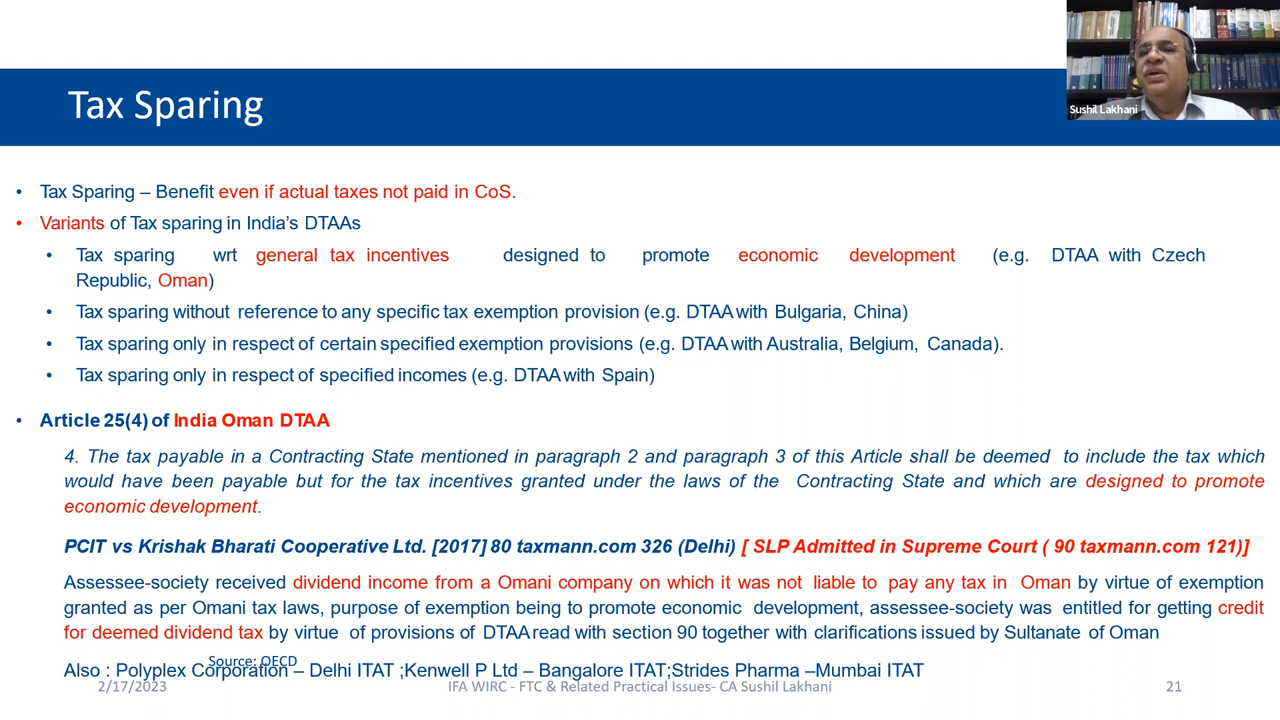 Sushil Lakhani
Tax Sparing
• Tax Sparing – Benefit even if actual taxes not paid in CoS.
• Variants of Tax sparing in India's DTAAs
• Tax sparing wrt general tax incentives designed to promote economic development (e.g. DTAA with Czech
Republic, Oman)
• Tax sparing without reference to any specific tax exemption provision (e.g. DTAA with Bulgaria, China)
• Tax sparing only in respect of certain specified exemption provisions (e.g. DTAA with Australia, Belgium, Canada).
• Tax sparing only in respect of specified incomes (e.g. DTAA with Spain)
• Article 25(4) of India Oman DTAA
4. The tax payable in a Contracting State mentioned in paragraph 2 and paragraph 3 of this Article shall be deemed to include the tax which
would have been payable but for the tax incentives granted under the laws of the Contracting State and which are designed to promote
economic development.
PCIT vs Krishak Bharati Cooperative Ltd. [2017] 80 taxmann.com 326 (Delhi) [ SLP Admitted in Supreme Court ( 90 taxmann.com 121)]
Assessee-society received dividend income from a Omani company on which it was not liable to pay any tax in Oman by virtue of exemption
granted as per Omani tax laws, purpose of exemption being to promote economic development, assessee-society was entitled for getting credit
for deemed dividend tax by virtue of provisions of DTAA read with section 90 together with clarifications issued by Sultanate of Oman
Source: OECD
Also : Polyplex Corporation – Delhi ITAT ;Kenwell P Ltd – Bangalore ITAT;Strides Pharma –Mumbai ITAT
2/17/2023 IFA WIRC - FTC & Related Practical Issues- CA Sushil Lakhani 21